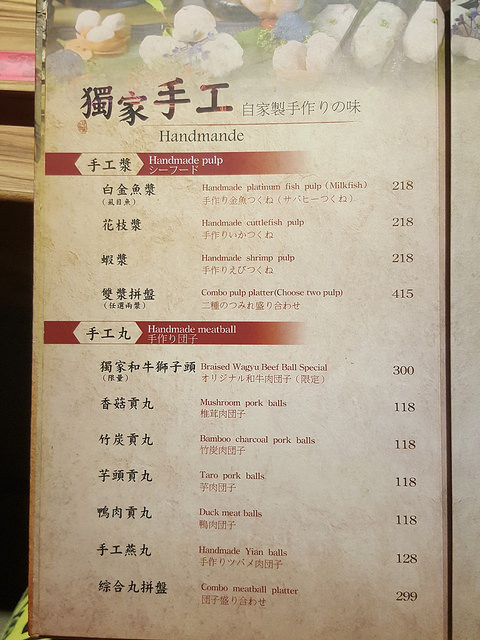 獨家手工 自家製手作りの味
Handmande
手工漿 Handmade pulp
シーフード
白金魚漿 Handmade platinum fish pulp (Milkfish) 218
(虱目魚) 手作り金魚つくね（サバヒーつくね）
花枝漿 Handmade cuttlefish pulp 218
手作りいかつくね
蝦漿 Handmade shrimp pulp 218
手作りえびつくね
雙漿拼盤 Combo pulp platter(Choose two pulp) 415
(任選兩漿) 二種のつみれ盛り合わせ
手工丸 Handmade meatball
手作り団子
獨家和牛獅子頭 Braised Wagyu Beef Ball Special 300
(限量) オリジナル和牛肉団子（限定）
香菇貢丸 Mushroom pork balls 118
椎茸肉団子
竹炭貢丸 Bamboo charcoal pork balls 118
竹炭肉団子
芋頭貢丸 Taro pork balls 118
芋肉団子
鴨肉貢丸 Duck meat balls 118
鴨肉団子
手工燕丸 Handmade Yian balls 128
手作りツバメ肉団子
綜合丸拼盤 Combo meatball platter 299
団子盛り合わせ